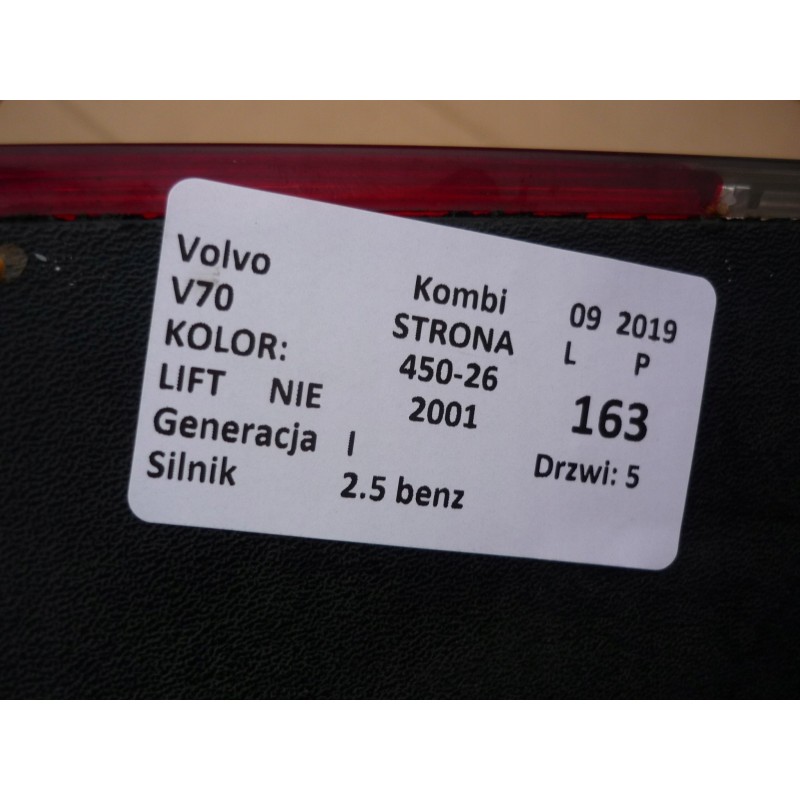 Volvo
V70 Kombi 09 2019
KOLOR: STRONA L P
LIFT NIE 450-26 163
Generacja I 2001 Drzwi: 5
Silnik 2.5 benz